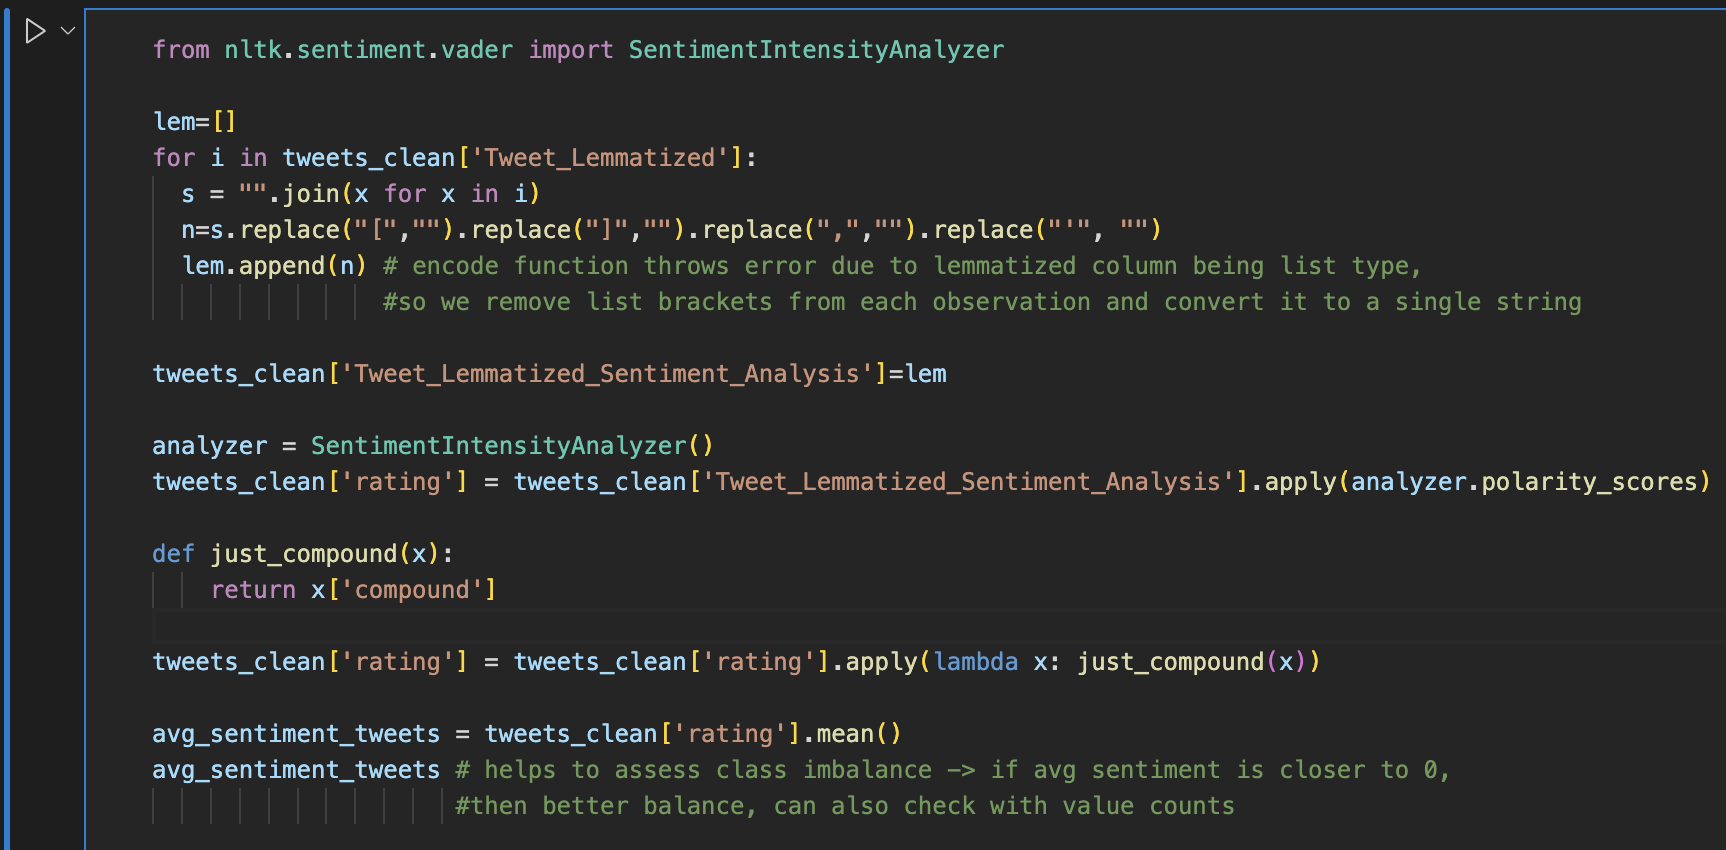 from nltk.sentiment.vader import SentimentIntensityAnalyzer
lem=[]
for i in tweets_clean['Tweet_Lemmatized']:
s = "".join(x for x in i)
n=s.replace("[","").replace("]","").replace(",","").replace("'", "")
lem.append(n) # encode function throws error due to lemmatized column being list type,
#so we remove list brackets from each observation and convert it to a single string
tweets_clean['Tweet_Lemmatized_Sentiment_Analysis']=lem
analyzer = SentimentIntensityAnalyzer()
tweets_clean['rating'] = tweets_clean['Tweet_Lemmatized_Sentiment_Analysis'].apply(analyzer.polarity_scores)
def just_compound(x):
return x['compound']
tweets_clean['rating'] = tweets_clean['rating'].apply(lambda x: just_compound(x))
avg_sentiment_tweets = tweets_clean['rating'].mean()
avg_sentiment_tweets # helps to assess class imbalance -> if avg sentiment is closer to 0,
#then better balance, can also check with value counts